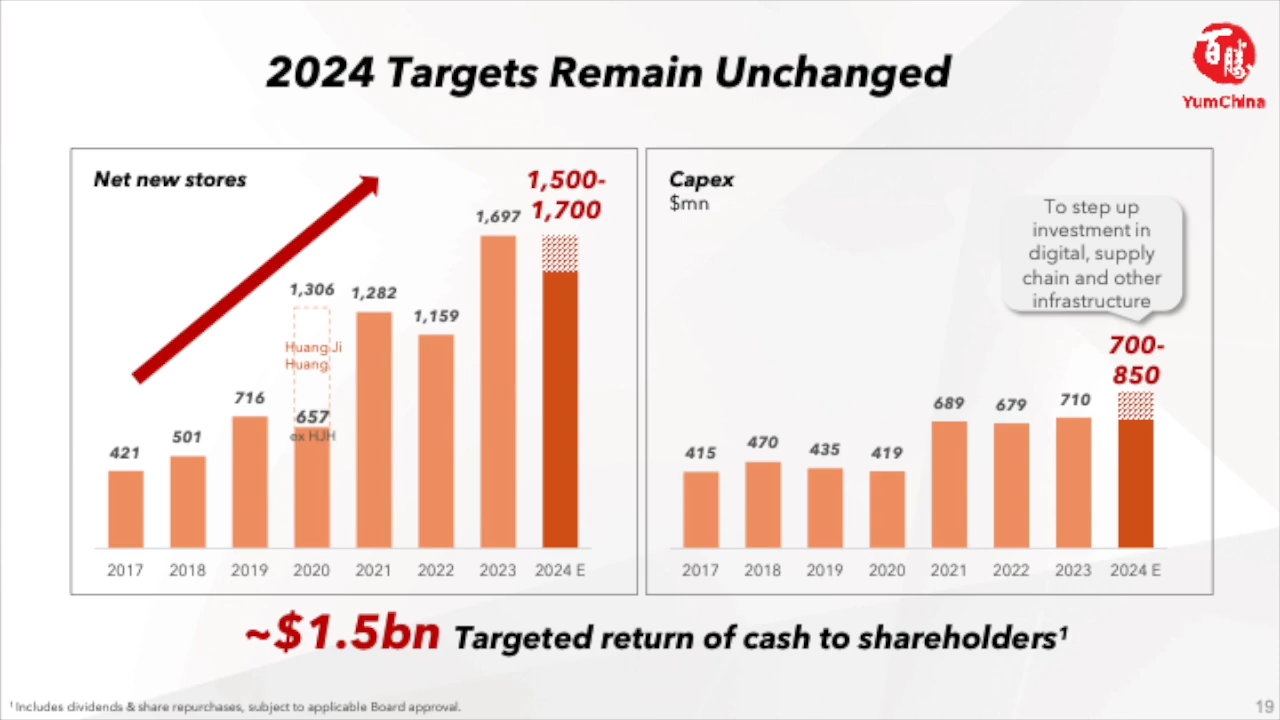 2024 Targets Remain Unchanged
百勝
YumChina
Net new stores
1,500-
1,700
1,697
1,306
1,282
1,159
Huang Ji
Huang
716
657
ex HJH
501
421
2017 2018 2019 2020 2021 2022 2023 2024 E
Capex
$mn
To step up
investment in
digital, supply
chain and other
infrastructure
700-
850
415 470 435 419 689 679 710
2017 2018 2019 2020 2021 2022 2023 2024 E
~$1.5bn Targeted return of cash to shareholders¹
¹ Includes dividends & share repurchases, subject to applicable Board approval.
19